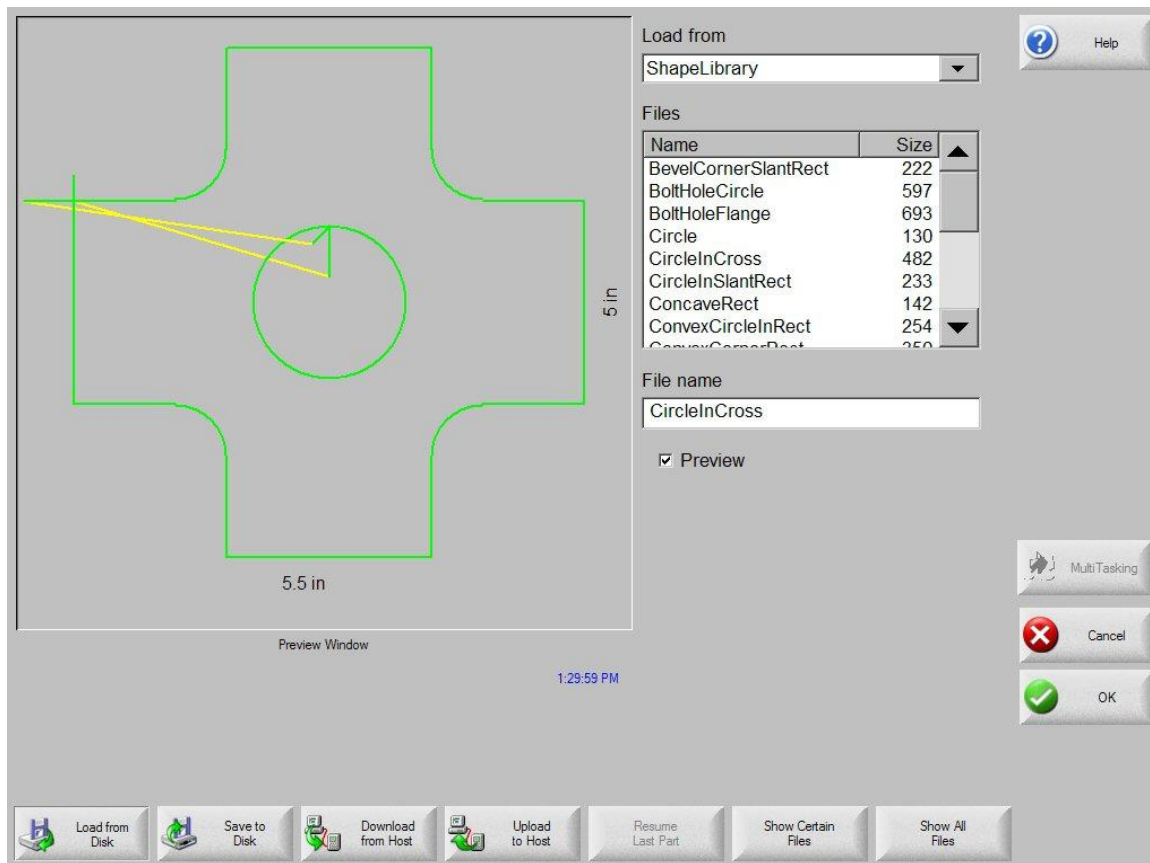 Load from
ShapeLibrary
Help
Files
Name Size
BevelCornerSlantRect 222
BoltHoleCircle 597
BoltHoleFlange 693
Circle 130
CircleInCross 482
CircleInSlantRect 233
ConcaveRect 142
ConvexCircleInRect 254
ConvexCornerRect 250
5 in
File name
CircleInCross
Preview
5.5 in
MultiTasking
Preview Window
Cancel
1:29:59 PM
OK
Load from
Disk
Save to
Disk
Download
from Host
Upload
to Host
Resume
Last Part
Show Certain
Files
Show All
Files